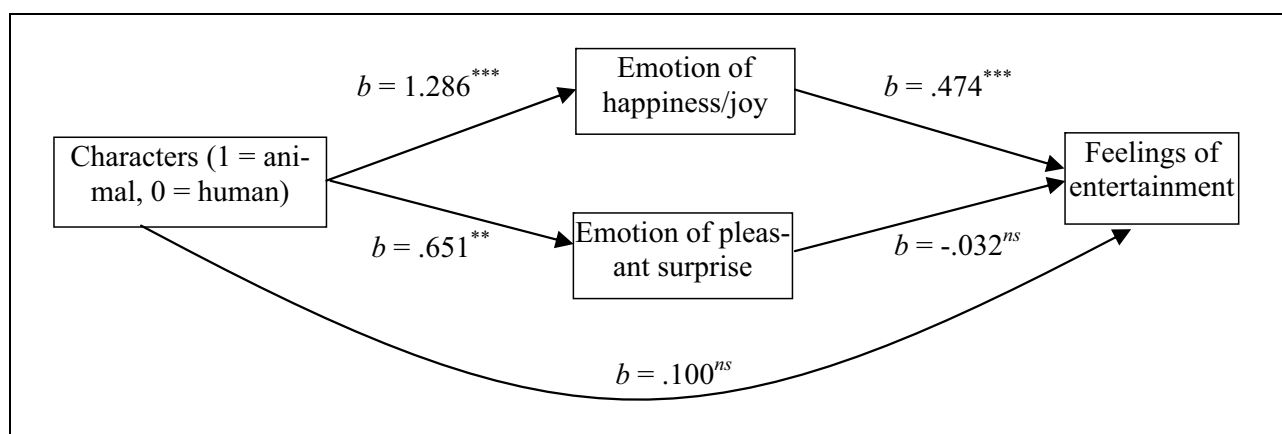 b = 1.286***
Emotion of
happiness/joy
b = .474***
Characters (1 = ani-
mal, 0 = human)
Feelings of
entertainment
b = .651**
Emotion of pleas-
ant surprise
b = -.032ns
b = .100ns